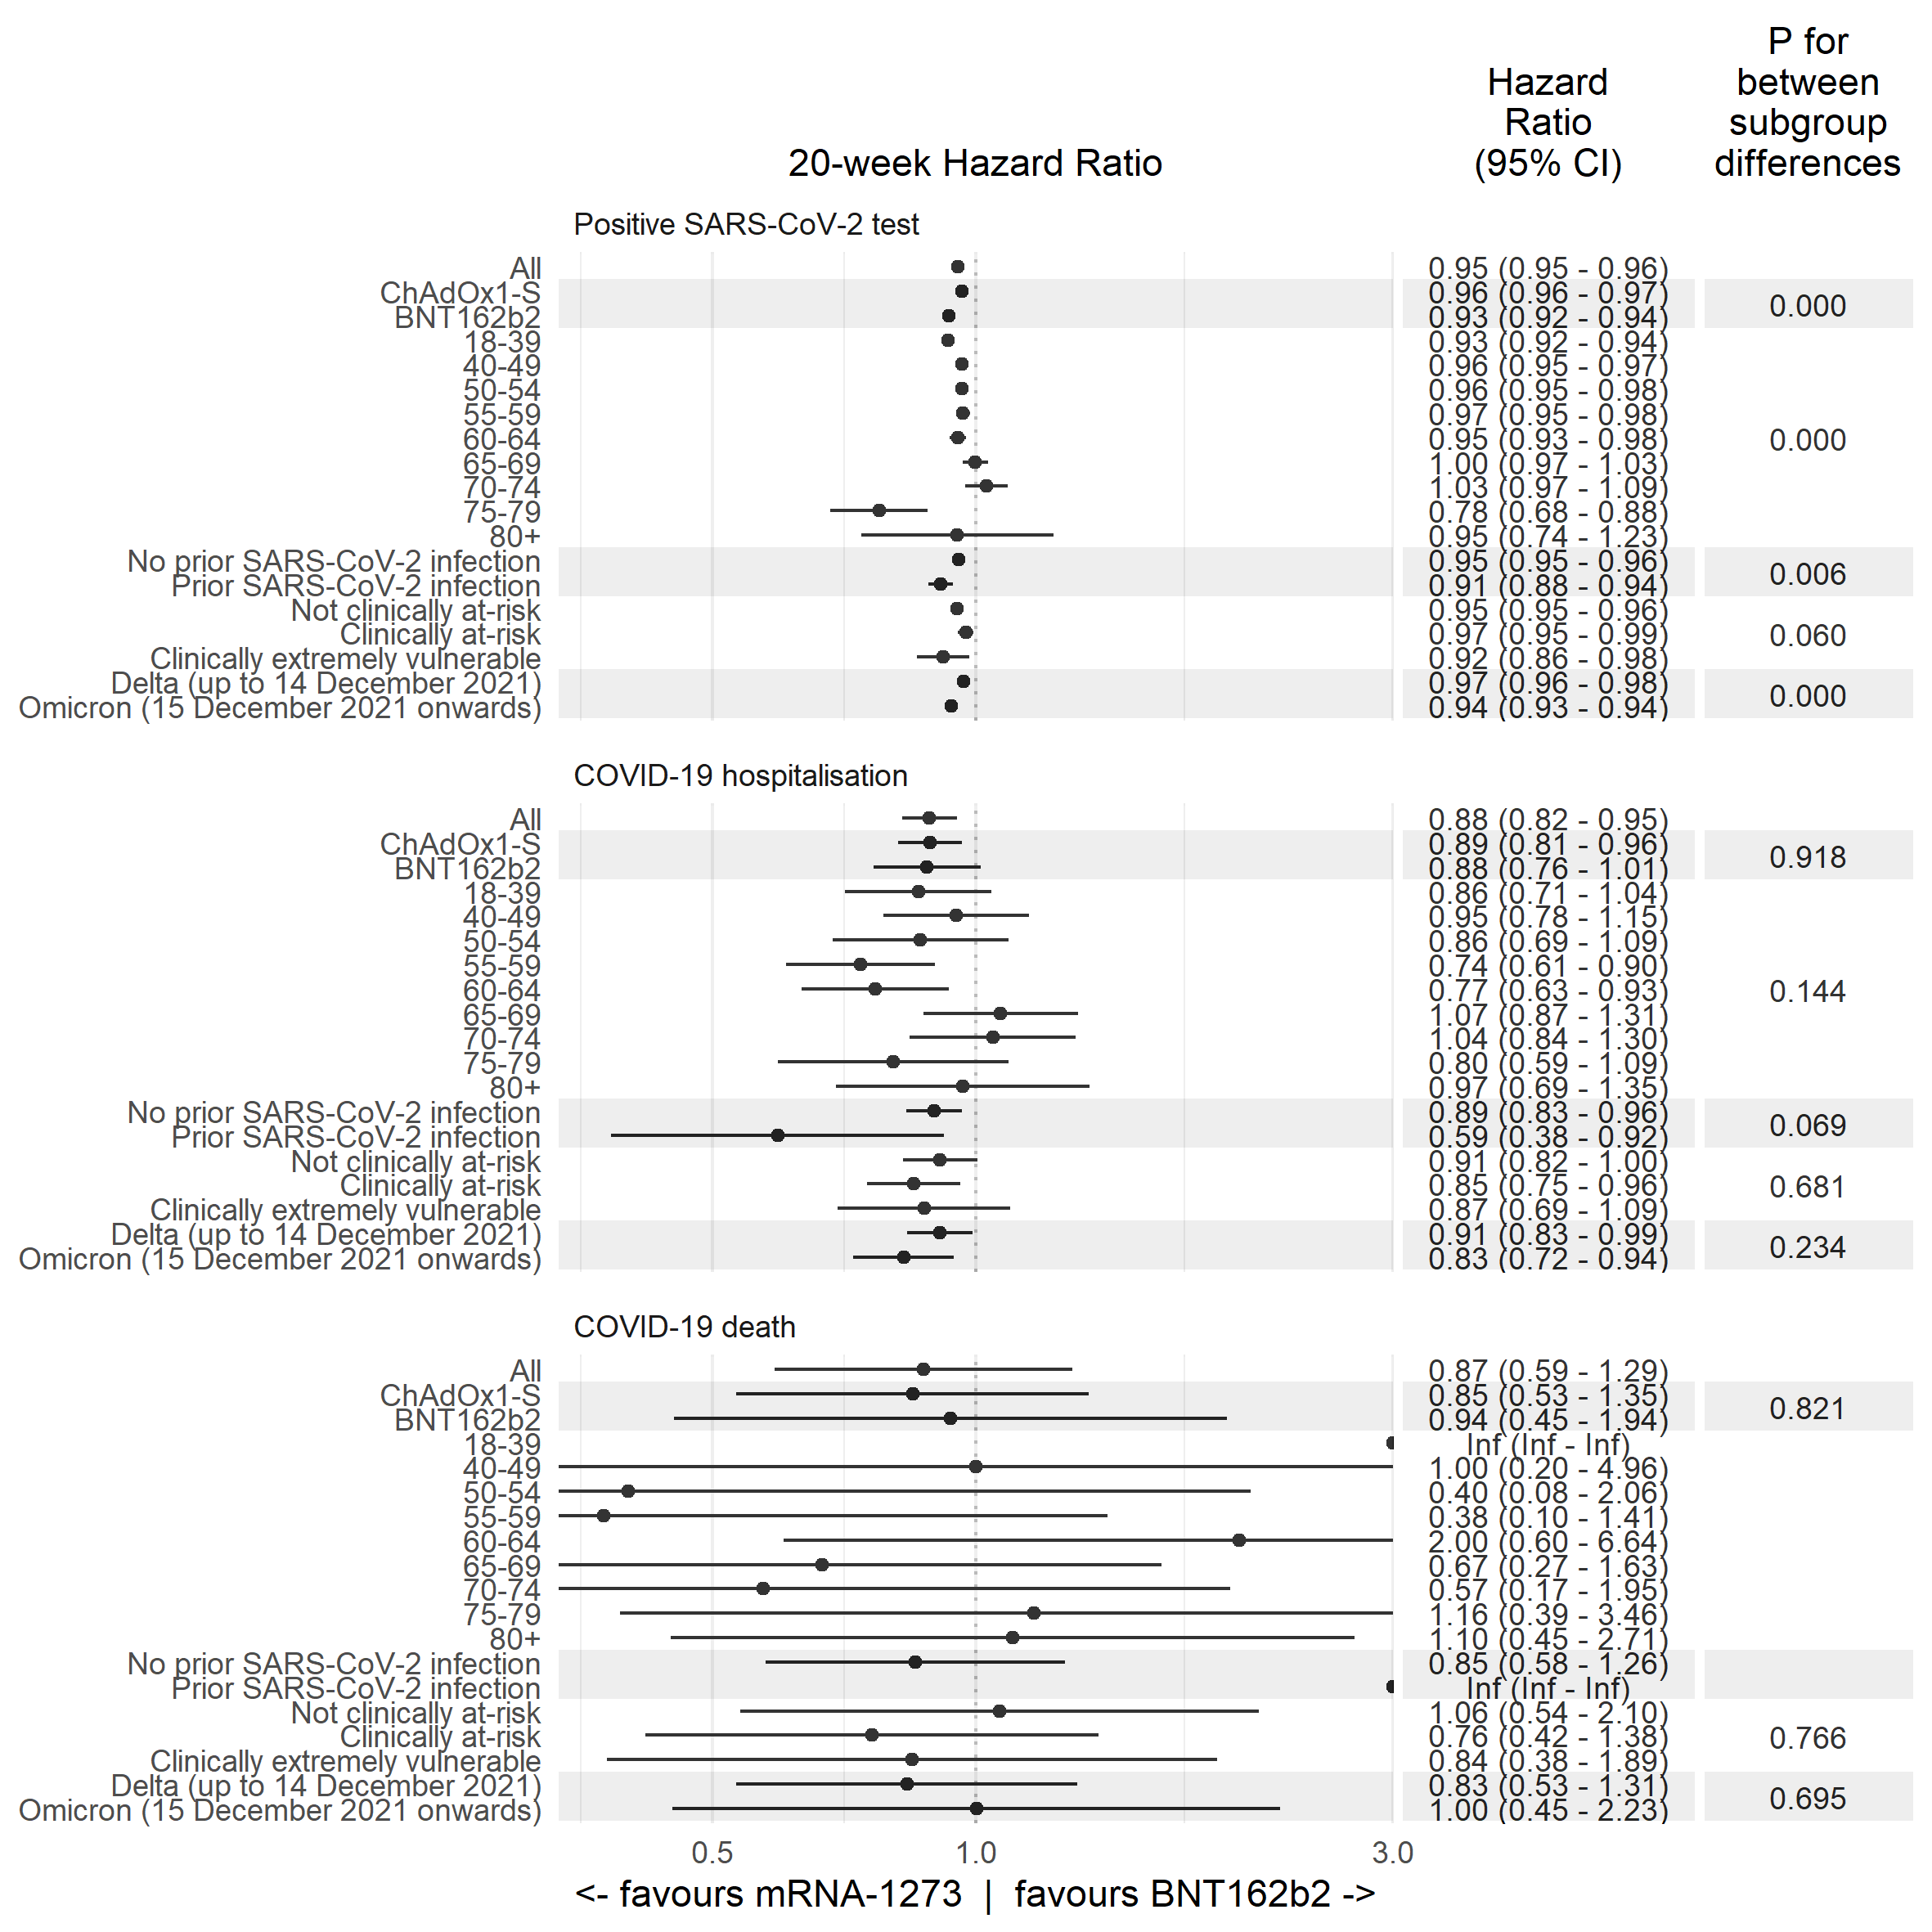 20-week Hazard Ratio
Hazard
Ratio
(95% CI)
P for
between
subgroup
differences
Positive SARS-CoV-2 test
All 0.95 (0.95 - 0.96)
ChAdOx1-S 0.96 (0.96 - 0.97)
0.000
BNT162b2 0.93 (0.92 - 0.94)
18-39 0.93 (0.92 - 0.94)
40-49 0.96 (0.95 - 0.97)
50-54 0.96 (0.95 - 0.98)
55-59 0.97 (0.95 - 0.98)
60-64 0.95 (0.93 - 0.98) 0.000
65-69 1.00 (0.97 - 1.03)
70-74 1.03 (0.97 - 1.09)
75-79 0.78 (0.68 - 0.88)
80+ 0.95 (0.74 - 1.23)
No prior SARS-CoV-2 infection 0.95 (0.95 - 0.96)
0.006
Prior SARS-CoV-2 infection 0.91 (0.88 - 0.94)
Not clinically at-risk 0.95 (0.95 - 0.96)
Clinically at-risk 0.97 (0.95 - 0.99) 0.060
Clinically extremely vulnerable 0.92 (0.86 - 0.98)
Delta (up to 14 December 2021) 0.97 (0.96 - 0.98)
0.000
Omicron (15 December 2021 onwards) 0.94 (0.93 - 0.94)
COVID-19 hospitalisation
All 0.88 (0.82 - 0.95)
ChAdOx1-S 0.89 (0.81 - 0.96)
0.918
BNT162b2 0.88 (0.76 - 1.01)
18-39 0.86 (0.71 - 1.04)
40-49 0.95 (0.78 - 1.15)
50-54 0.86 (0.69 - 1.09)
55-59 0.74 (0.61 - 0.90)
60-64 0.77 (0.63 - 0.93) 0.144
65-69 1.07 (0.87 - 1.31)
70-74 1.04 (0.84 - 1.30)
75-79 0.80 (0.59 - 1.09)
80+ 0.97 (0.69 - 1.35)
No prior SARS-CoV-2 infection 0.89 (0.83 - 0.96)
0.069
Prior SARS-CoV-2 infection 0.59 (0.38 - 0.92)
Not clinically at-risk 0.91 (0.82 - 1.00)
Clinically at-risk 0.85 (0.75 - 0.96) 0.681
Clinically extremely vulnerable 0.87 (0.69 - 1.09)
Delta (up to 14 December 2021) 0.91 (0.83 - 0.99)
0.234
Omicron (15 December 2021 onwards) 0.83 (0.72 - 0.94)
COVID-19 death
All 0.87 (0.59 - 1.29)
ChAdOx1-S 0.85 (0.53 - 1.35)
0.821
BNT162b2 0.94 (0.45 - 1.94)
18-39 Inf (Inf - Inf)
40-49 1.00 (0.20 - 4.96)
50-54 0.40 (0.08 - 2.06)
55-59 0.38 (0.10 - 1.41)
60-64 2.00 (0.60 - 6.64)
65-69 0.67 (0.27 - 1.63)
70-74 0.57 (0.17 - 1.95)
75-79 1.16 (0.39 - 3.46)
80+ 1.10 (0.45 - 2.71)
No prior SARS-CoV-2 infection 0.85 (0.58 - 1.26)
Prior SARS-CoV-2 infection Inf (Inf - Inf)
Not clinically at-risk 1.06 (0.54 - 2.10)
Clinically at-risk 0.76 (0.42 - 1.38) 0.766
Clinically extremely vulnerable 0.84 (0.38 - 1.89)
Delta (up to 14 December 2021) 0.83 (0.53 - 1.31)
0.695
Omicron (15 December 2021 onwards) 1.00 (0.45 - 2.23)
0.5 1.0 3.0
<- favours mRNA-1273 | favours BNT162b2 ->